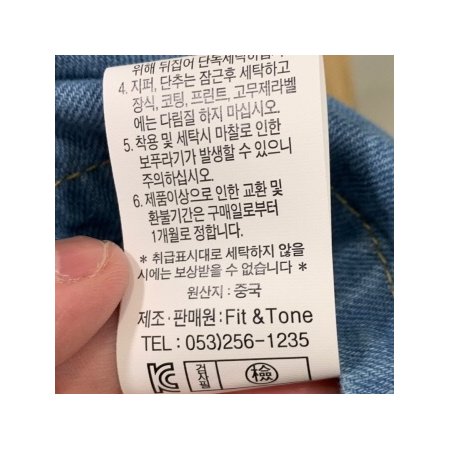 위해 뒤집어 단독세탁하십시
4. 지퍼, 단추는 잠근후 세탁하고
장식, 코팅, 프린트, 고무제라벨
에는 다림질 하지 마십시오.
5. 착용 및 세탁시 마찰로 인한
보푸라기가 발생할 수 있으니
주의하십시오.
6. 제품이상으로 인한 교환 및
환불기간은 구매일로부터
1개월로 정합니다.
* 취급표시대로 세탁하지 않을
시에는 보상받을 수 없습니다 *
원산지 : 중국
제조 · 판매원 : Fit & Tone
TEL : 053)256-1235
검사필
檢